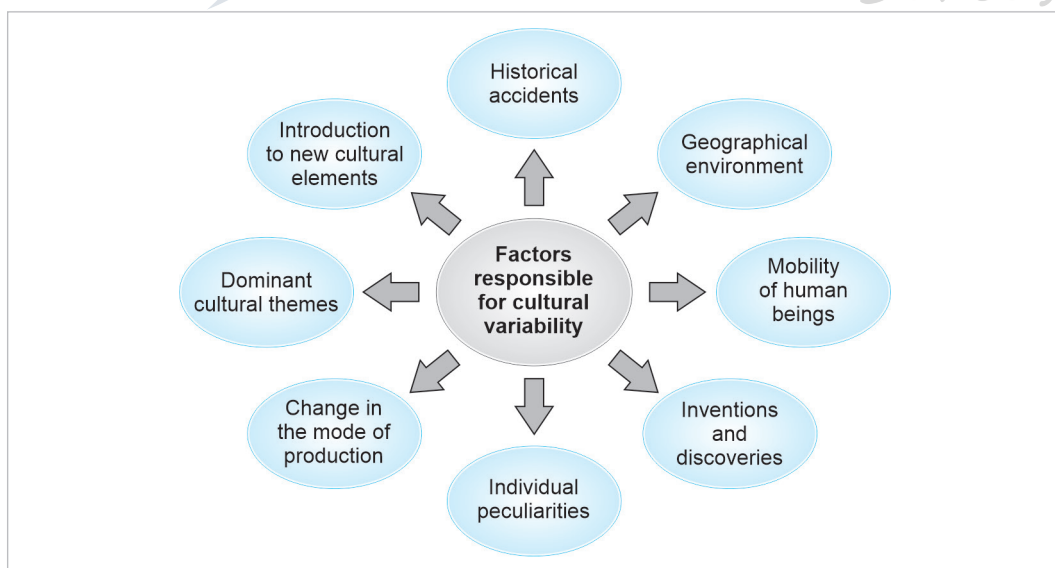 Historical
accidents
Geographical
environment
Mobility
of human
beings
Inventions
and
discoveries
Individual
peculiarities
Change in
the mode of
production
Dominant
cultural themes
Introduction
to new cultural
elements
Factors
responsible
for cultural
variability